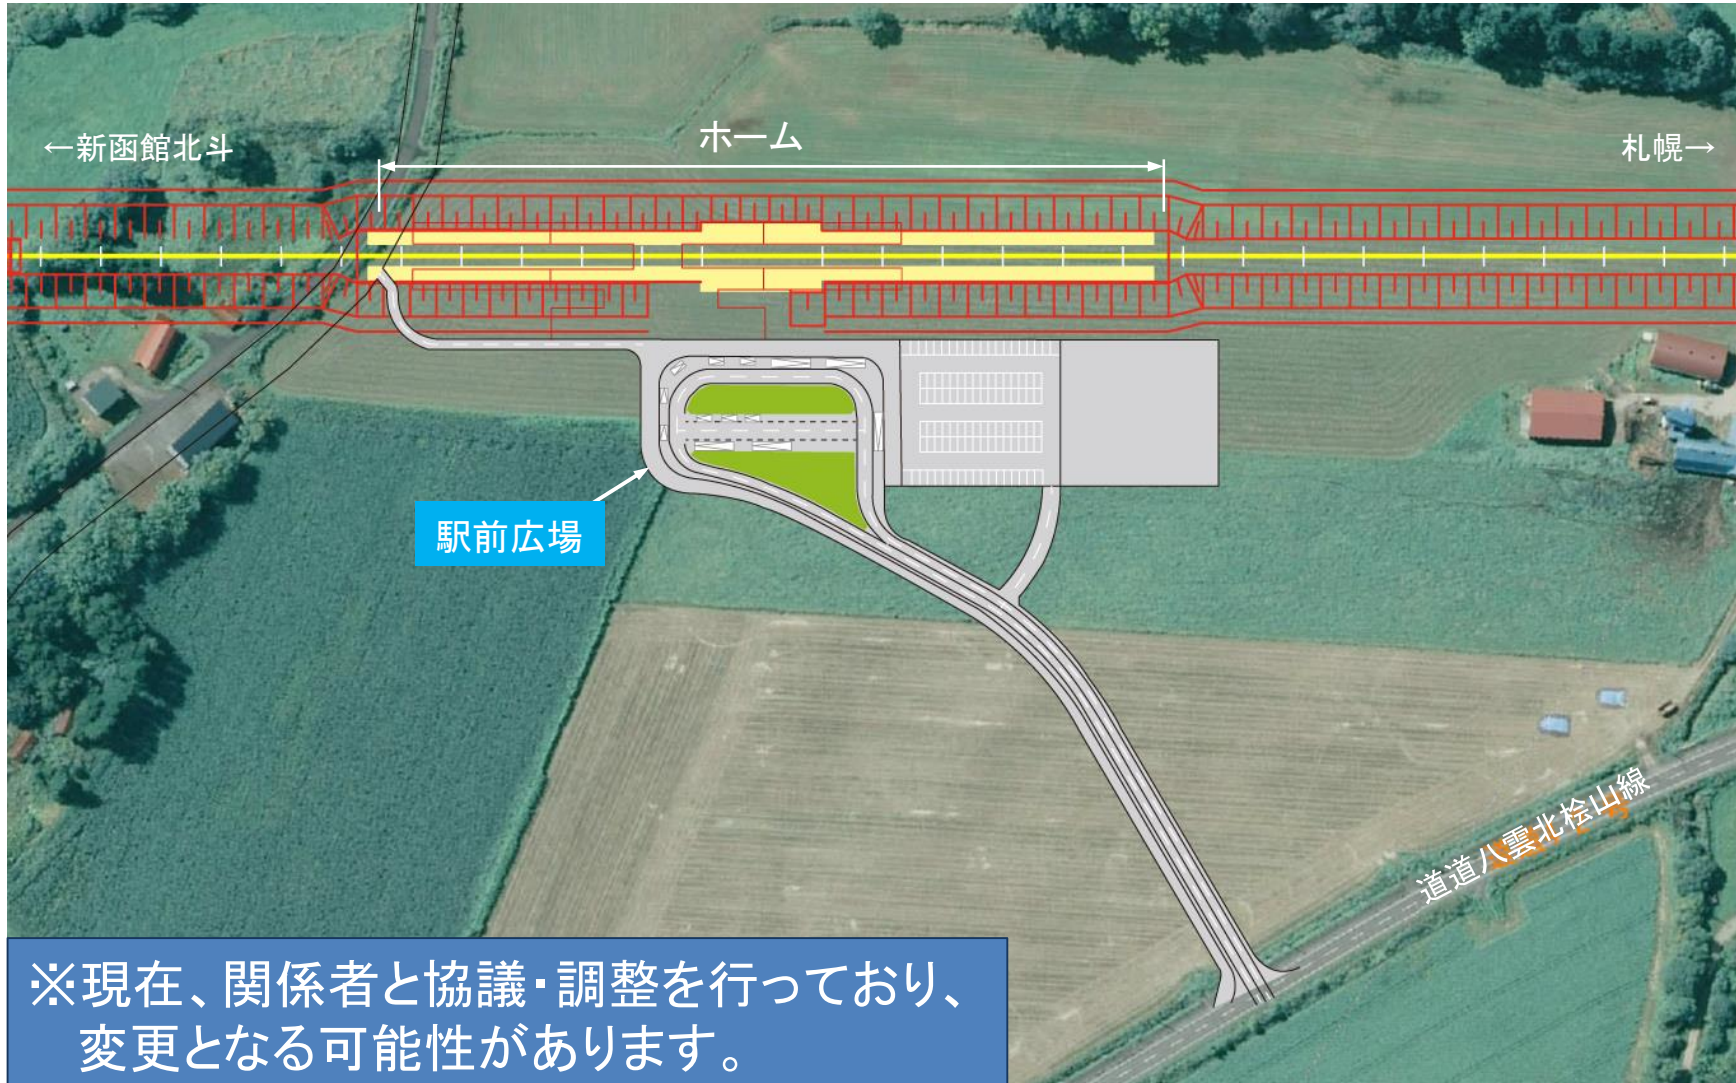 ←新函館北斗
ホーム
札幌→
駅前広場
道道八雲北桧山線
※現在、関係者と協議・調整を行っており、
変更となる可能性があります。